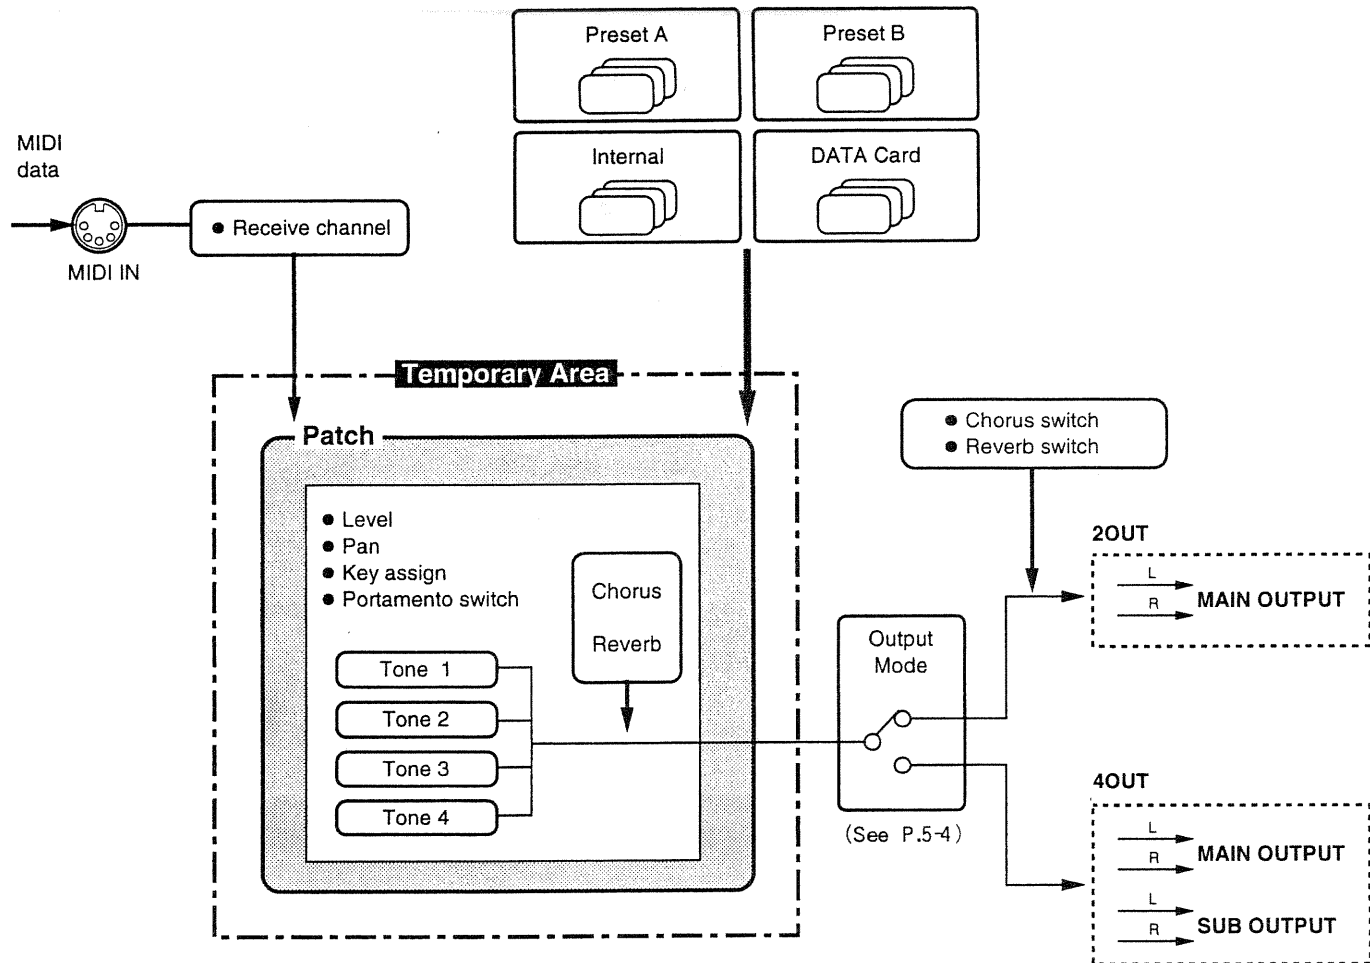 Preset A
Preset B
Internal
DATA Card
MIDI
data
MIDI IN
● Receive channel
Temporary Area
Patch
● Level
● Pan
● Key assign
● Portamento switch
Chorus
Reverb
Tone 1
Tone 2
Tone 3
Tone 4
● Chorus switch
● Reverb switch
Output
Mode
(See P.5-4)
2OUT
L
R
MAIN OUTPUT
4OUT
L
R
MAIN OUTPUT
L
R
SUB OUTPUT